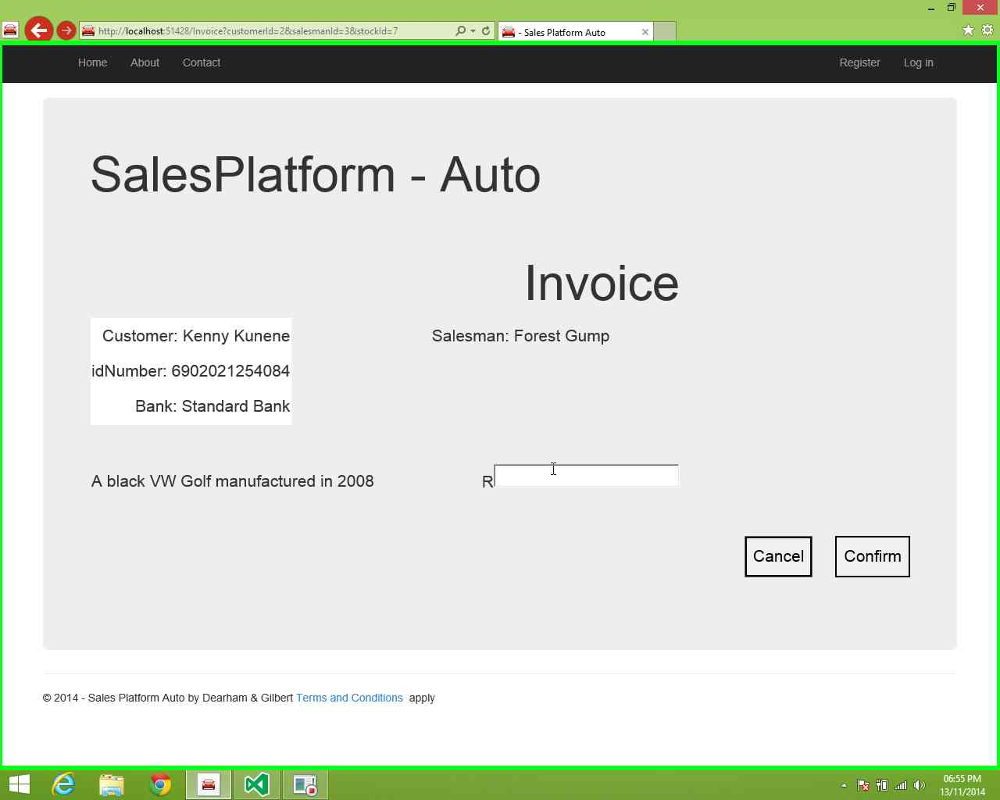 http://localhost:51428/Invoice?customerId=2&salesmanId=3&stockId=7
- Sales Platform Auto
Home About Contact Register Log in
SalesPlatform - Auto
Invoice
Customer: Kenny Kunene Salesman: Forest Gump
idNumber: 6902021254084
Bank: Standard Bank
A black VW Golf manufactured in 2008 R
Cancel Confirm
© 2014 - Sales Platform Auto by Dearham & Gilbert Terms and Conditions apply
06:55 PM
13/11/2014